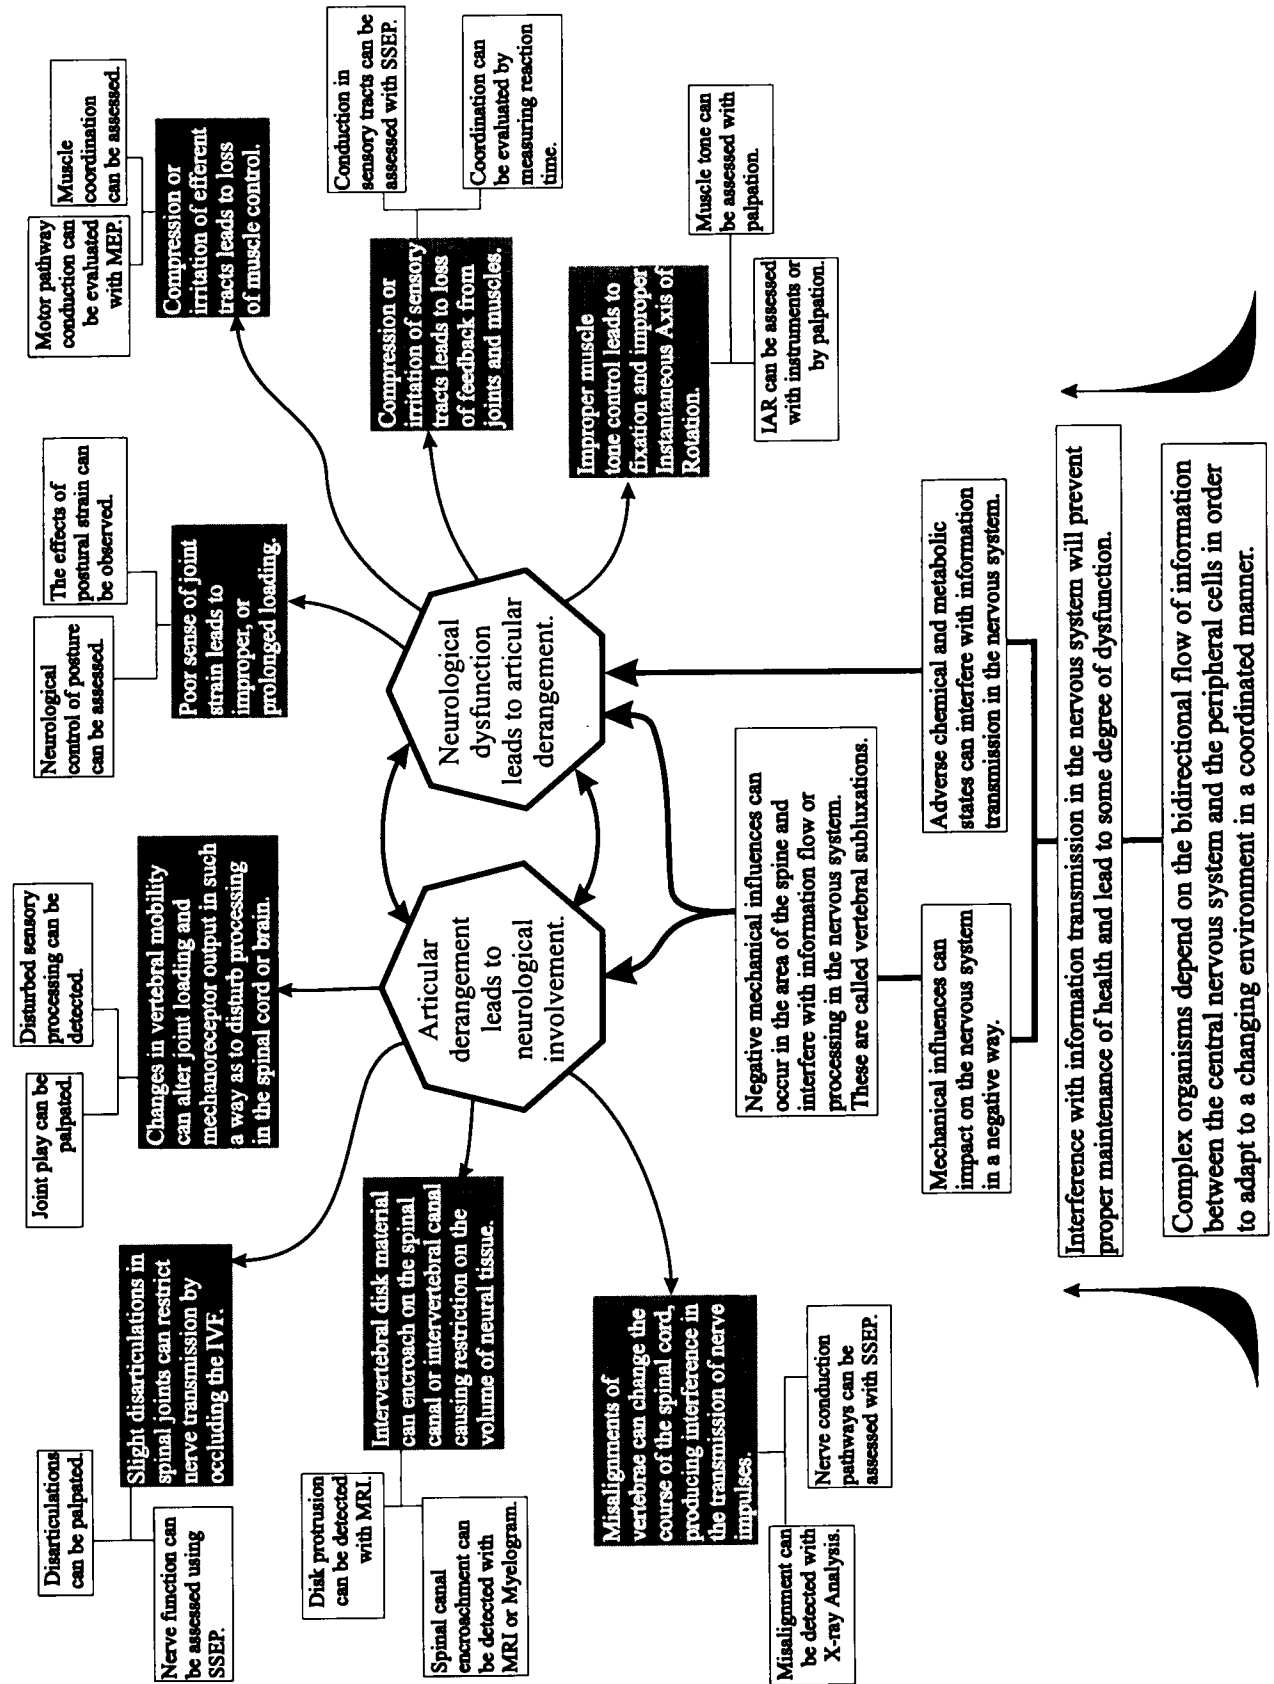 Disarticulations
can be palpated.
Nerve function can
be assessed using
SSEP.
Slight disarticulations in
spinal joints can restrict
nerve transmission by
occluding the IVF.
Joint play can be
palpated.
Disturbed sensory
processing can be
detected.
Changes in vertebral mobility
can alter joint loading and
mechanoreceptor output in such
a way as to disturb processing
in the spinal cord or brain.
Neurological
control of posture
can be assessed.
The effects of
postural strain can
be observed.
Poor sense of joint
strain leads to
improper, or
prolonged loading.
Motor pathway
conduction can
be evaluated
with MEP.
Muscle
coordination
can be assessed.
Compression or
irritation of efferent
tracts leads to loss
of muscle control.
Disk protrusion
can be detected
with MRI.
Spinal canal
encroachment can
be detected with
MRI or Myelogram.
Intervertebral disk material
can encroach on the spinal
canal or intervertebral canal
causing restriction on the
volume of neural tissue.
Articular
derangement
leads to
neurological
involvement.
Neurological
dysfunction
leads to articular
derangement.
Compression or
irritation of sensory
tracts leads to loss
of feedback from
joints and muscles.
Conduction in
sensory tracts can be
assessed with SSEP.
Coordination can
be evaluated by
measuring reaction
time.
Misalignments of
vertebrae can change the
course of the spinal cord,
producing interference in
the transmission of nerve
impulses.
Misalignment can
be detected with
X-ray Analysis.
Nerve conduction
pathways can be
assessed with SSEP.
Improper muscle
tone control leads to
fixation and improper
Instantaneous Axis of
Rotation.
IAR can be assessed
with instruments or
by palpation.
Muscle tone can
be assessed with
palpation.
Negative mechanical influences can
occur in the area of the spine and
interfere with information flow or
processing in the nervous system.
These are called vertebral subluxations.
Mechanical influences can
impact on the nervous system
in a negative way.
Adverse chemical and metabolic
states can interfere with information
transmission in the nervous system.
Interference with information transmission in the nervous system will prevent
proper maintenance of health and lead to some degree of dysfunction.
Complex organisms depend on the bidirectional flow of information
between the central nervous system and the peripheral cells in order
to adapt to a changing environment in a coordinated manner.